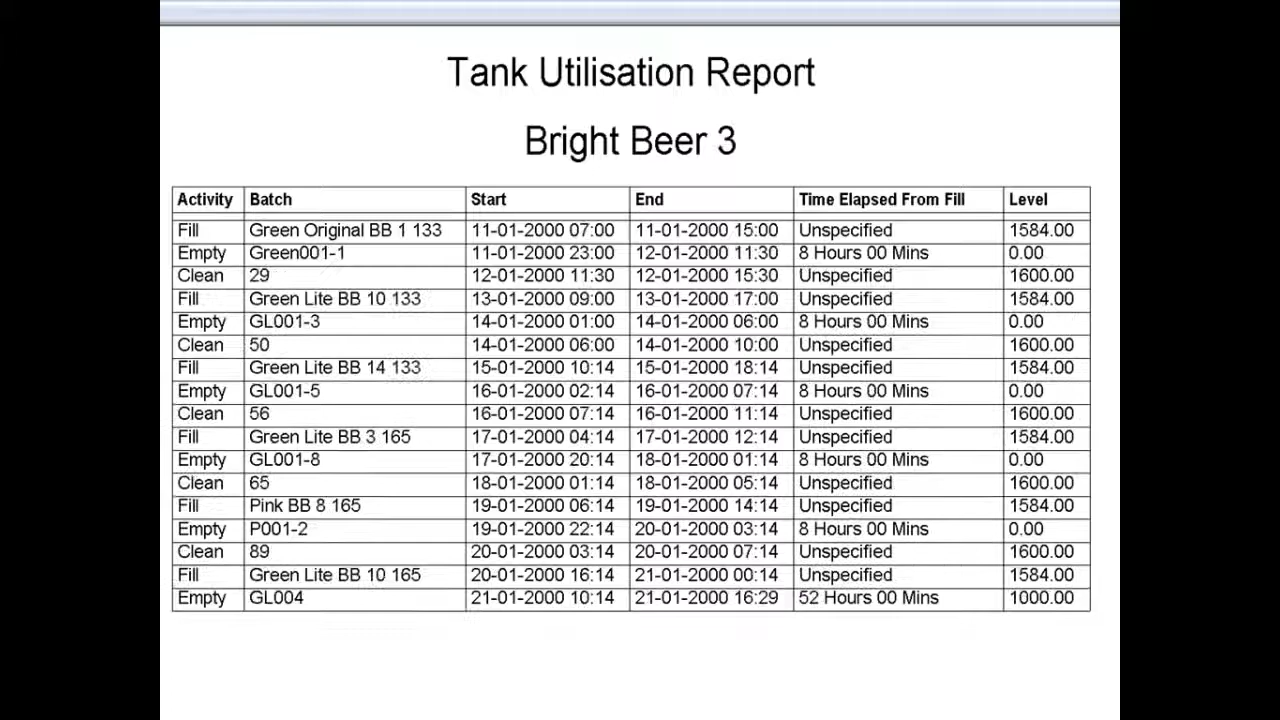 Tank Utilisation Report
Bright Beer 3
Activity Batch Start End Time Elapsed From Fill Level
Fill Green Original BB 1 133 11-01-2000 07:00 11-01-2000 15:00 Unspecified 1584.00
Empty Green001-1 11-01-2000 23:00 12-01-2000 11:30 8 Hours 00 Mins 0.00
Clean 29 12-01-2000 11:30 12-01-2000 15:30 Unspecified 1600.00
Fill Green Lite BB 10 133 13-01-2000 09:00 13-01-2000 17:00 Unspecified 1584.00
Empty GL001-3 14-01-2000 01:00 14-01-2000 06:00 8 Hours 00 Mins 0.00
Clean 50 14-01-2000 06:00 14-01-2000 10:00 Unspecified 1600.00
Fill Green Lite BB 14 133 15-01-2000 10:14 15-01-2000 18:14 Unspecified 1584.00
Empty GL001-5 16-01-2000 02:14 16-01-2000 07:14 8 Hours 00 Mins 0.00
Clean 56 16-01-2000 07:14 16-01-2000 11:14 Unspecified 1600.00
Fill Green Lite BB 3 165 17-01-2000 04:14 17-01-2000 12:14 Unspecified 1584.00
Empty GL001-8 17-01-2000 20:14 18-01-2000 01:14 8 Hours 00 Mins 0.00
Clean 65 18-01-2000 01:14 18-01-2000 05:14 Unspecified 1600.00
Fill Pink BB 8 165 19-01-2000 06:14 19-01-2000 14:14 Unspecified 1584.00
Empty P001-2 19-01-2000 22:14 20-01-2000 03:14 8 Hours 00 Mins 0.00
Clean 89 20-01-2000 03:14 20-01-2000 07:14 Unspecified 1600.00
Fill Green Lite BB 10 165 20-01-2000 16:14 21-01-2000 00:14 Unspecified 1584.00
Empty GL004 21-01-2000 10:14 21-01-2000 16:29 52 Hours 00 Mins 1000.00